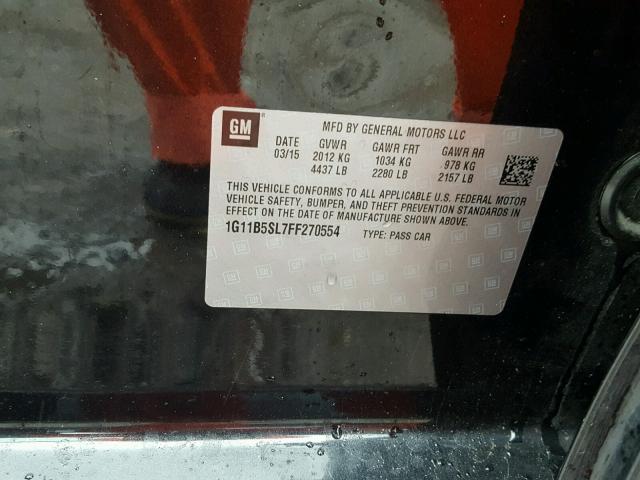 GM
MFD BY GENERAL MOTORS LLC
DATE GVWR GAWR FRT GAWR RR
03/15 2012 KG 1034 KG 978 KG
4437 LB 2280 LB 2157 LB
THIS VEHICLE CONFORMS TO ALL APPLICABLE U.S. FEDERAL MOTOR
VEHICLE SAFETY, BUMPER, AND THEFT PREVENTION STANDARDS IN
EFFECT ON THE DATE OF MANUFACTURE SHOWN ABOVE.
1G11B5SL7FF270554 TYPE: PASS CAR